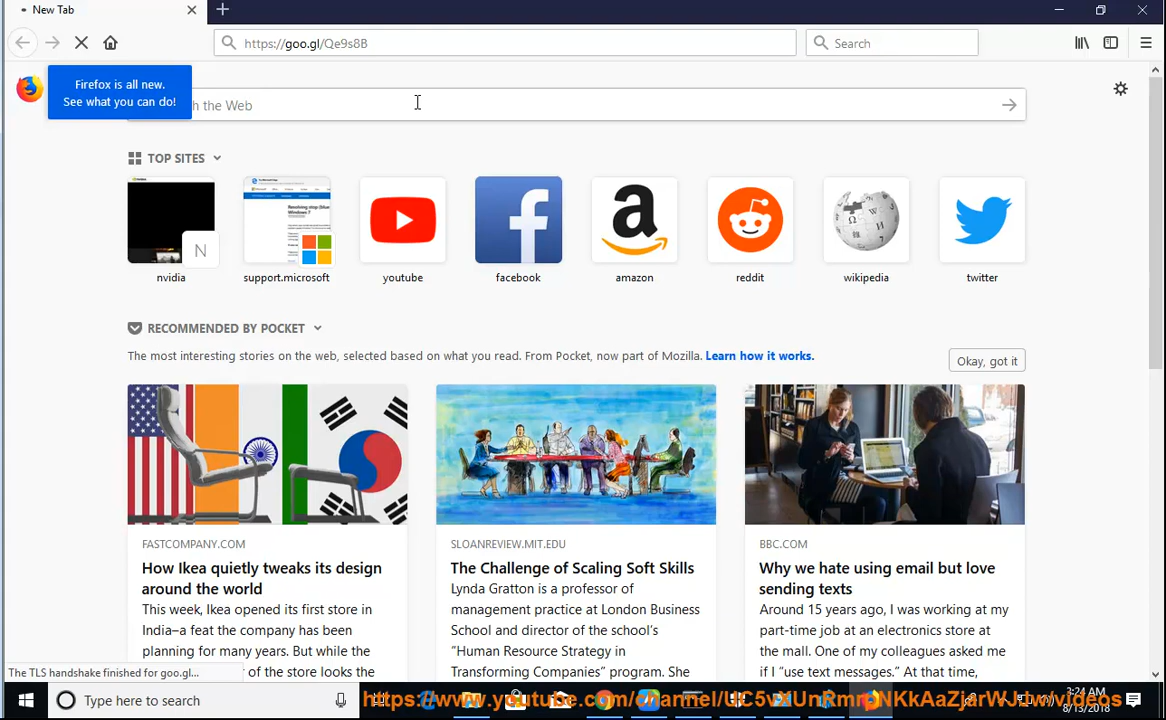 New Tab
https://goo.gl/Qe9s8B
Search
Firefox is all new.
See what you can do!
h the Web
TOP SITES
N
nvidia
support.microsoft
youtube
facebook
amazon
reddit
wikipedia
twitter
RECOMMENDED BY POCKET
The most interesting stories on the web, selected based on what you read. From Pocket, now part of Mozilla. Learn how it works.
Okay, got it
FASTCOMPANY.COM
How Ikea quietly tweaks its design
around the world
This week, Ikea opened its first store in
India–a feat the company has been
planning for many years. But while the
of the store looks the
SLOANREVIEW.MIT.EDU
The Challenge of Scaling Soft Skills
Lynda Gratton is a professor of
management practice at London Business
School and director of the school's
"Human Resource Strategy in
Transforming Companies" program. She
BBC.COM
Why we hate using email but love
sending texts
Around 15 years ago, I was working at my
part-time job at an electronics store at
the mall. One of my colleagues asked me
if I "use text messages." At that time,
The TLS handshake finished for goo.gl...
Type here to search
3:24 AM
8/13/2018